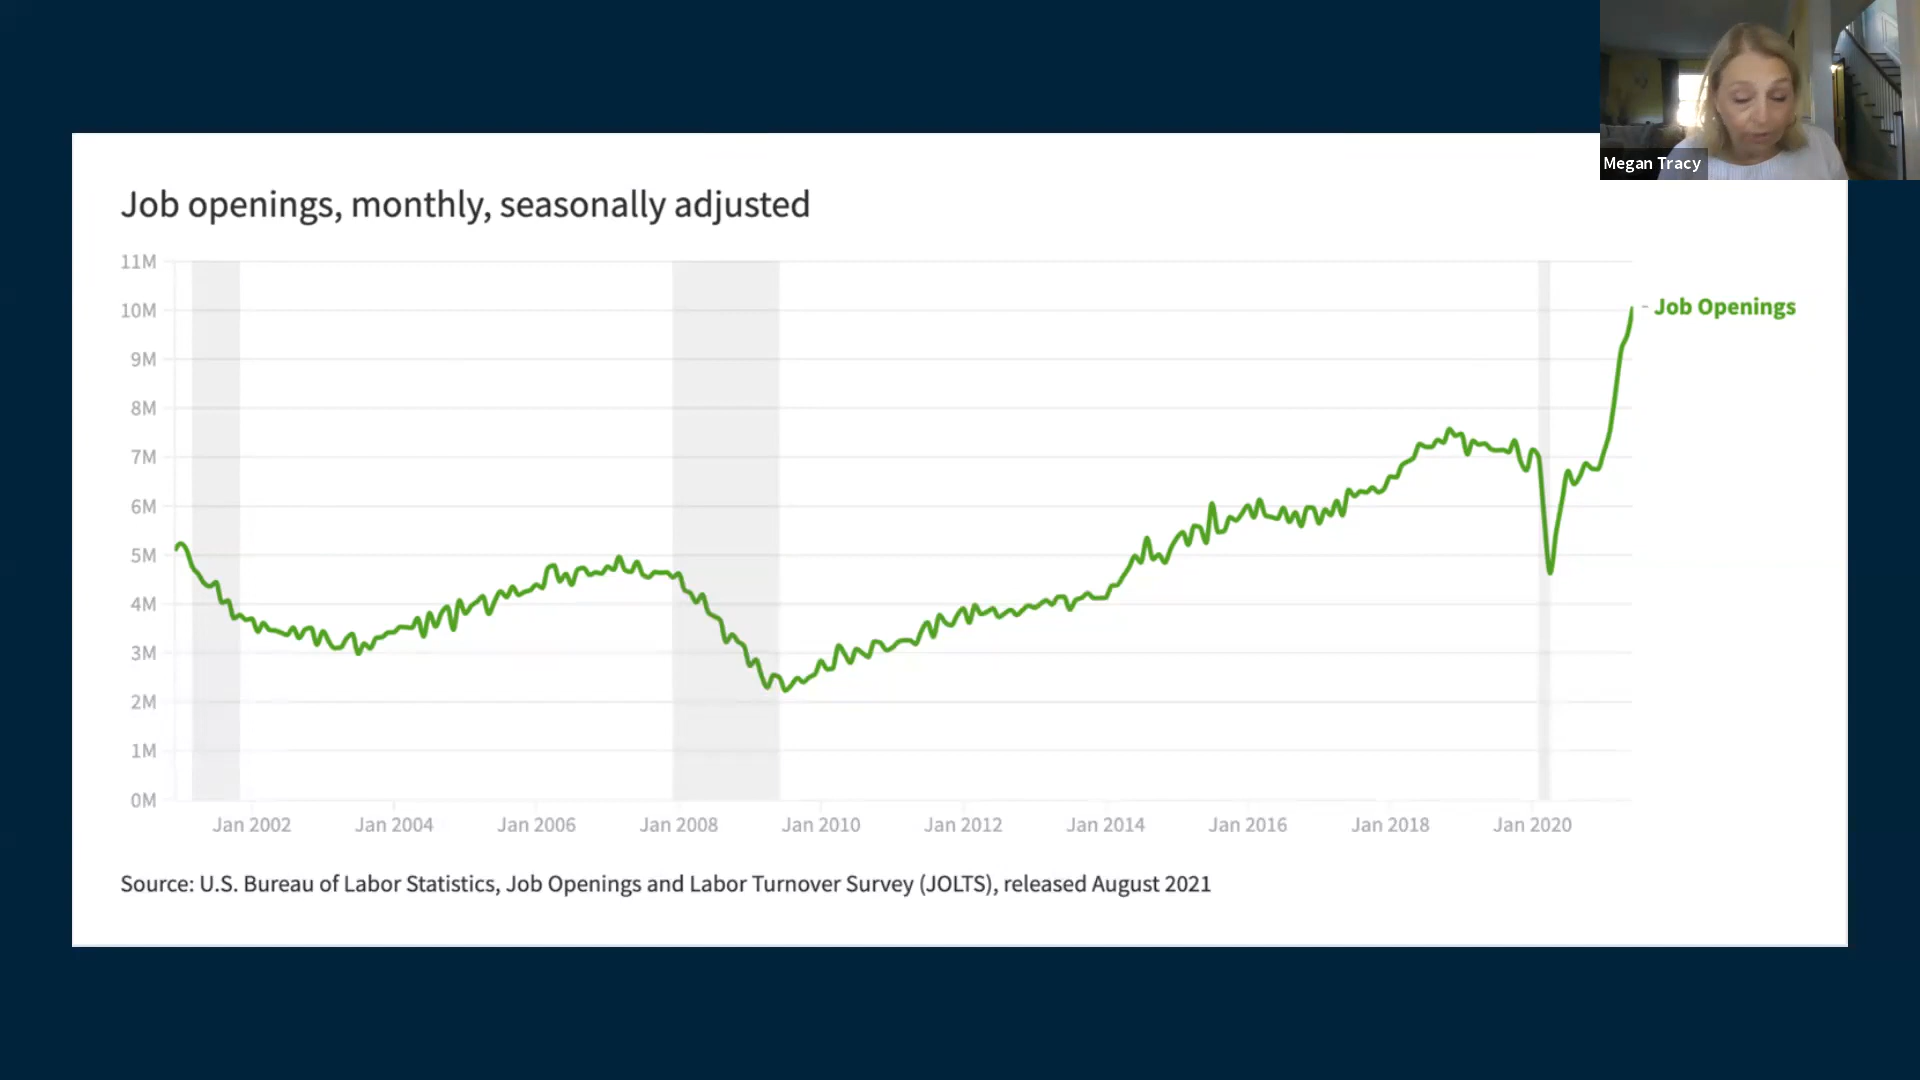 Megan Tracy
Job openings, monthly, seasonally adjusted
11M
10M
9M
8M
7M
6M
5M
4M
3M
2M
1M
0M
Job Openings
Jan 2002 Jan 2004 Jan 2006 Jan 2008 Jan 2010 Jan 2012 Jan 2014 Jan 2016 Jan 2018 Jan 2020
Source: U.S. Bureau of Labor Statistics, Job Openings and Labor Turnover Survey (JOLTS), released August 2021